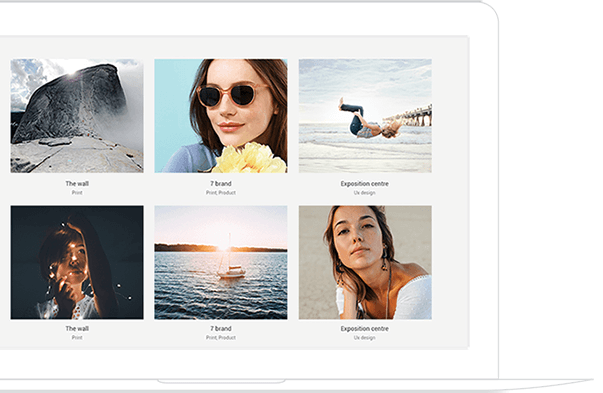 The wall
Print
7 brand
Print, Product
Exposition centre
Ux design
The wall
Print
7 brand
Print, Product
Exposition centre
Ux design